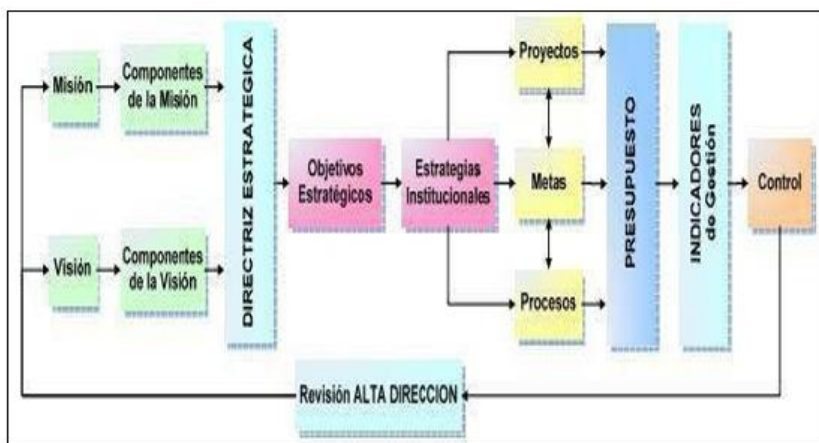 Misión
Componentes
de la Misión
Visión
Componentes
de la Visión
DIRECTRIZ ESTRATEGICA
Objetivos
Estratégicos
Estrategias
Institucionales
Proyectos
Metas
Procesos
PRESUPUESTO
INDICADORES
de Gestión
Control
Revisión ALTA DIRECCION